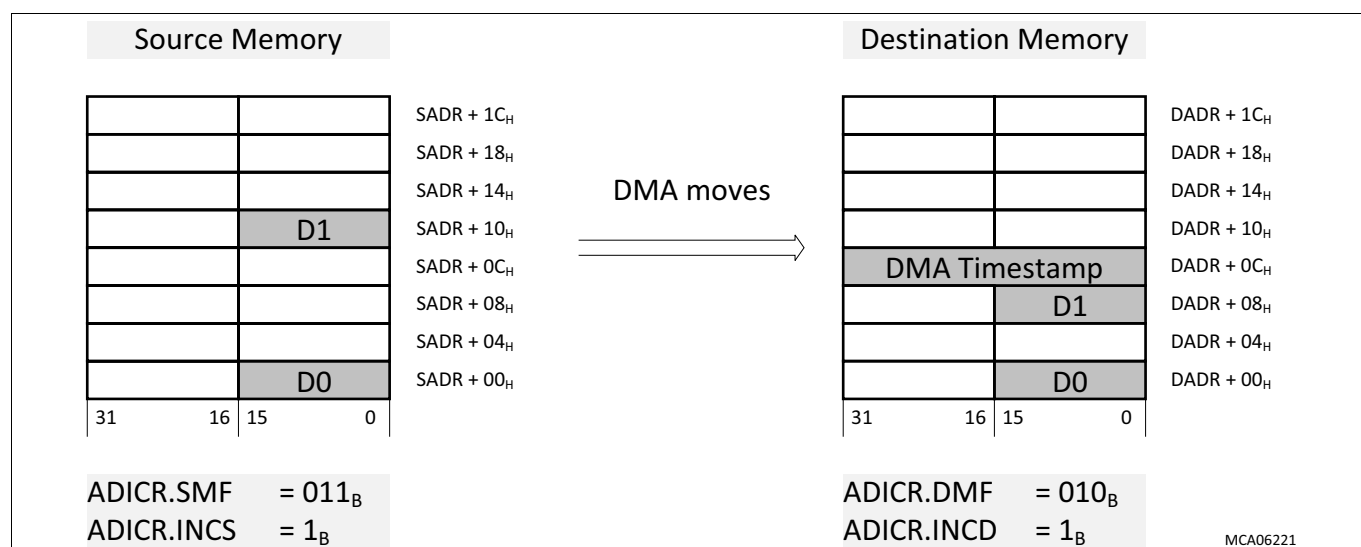 Source Memory
Destination Memory
SADR + 1CH
DADR + 1CH
SADR + 18H
DADR + 18H
SADR + 14H
DMA moves
DADR + 14H
D1
SADR + 10H
DADR + 10H
SADR + 0CH
DMA Timestamp
DADR + 0CH
SADR + 08H
D1
DADR + 08H
SADR + 04H
DADR + 04H
D0
SADR + 00H
D0
DADR + 00H
31 16 15 0
31 16 15 0
ADICR.SMF = 011B
ADICR.INCS = 1B
ADICR.DMF = 010B
ADICR.INCD = 1B
MCA06221